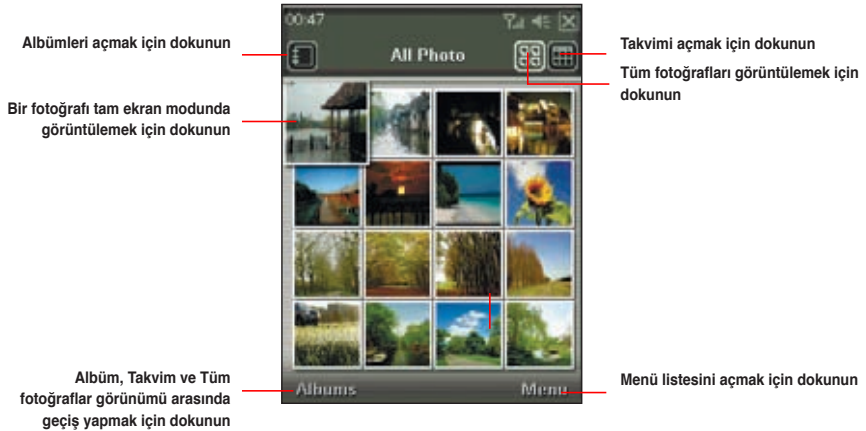 Albümleri açmak için dokunun
Bir fotoğrafı tam ekran modunda
görüntülemek için dokunun
Albüm, Takvim ve Tüm
fotoğraflar görünümü arasında
geçiş yapmak için dokunun
00:47
All Photo
Albums
Menu
Takvimi açmak için dokunun
Tüm fotoğrafları görüntülemek için
dokunun
Menü listesini açmak için dokunun